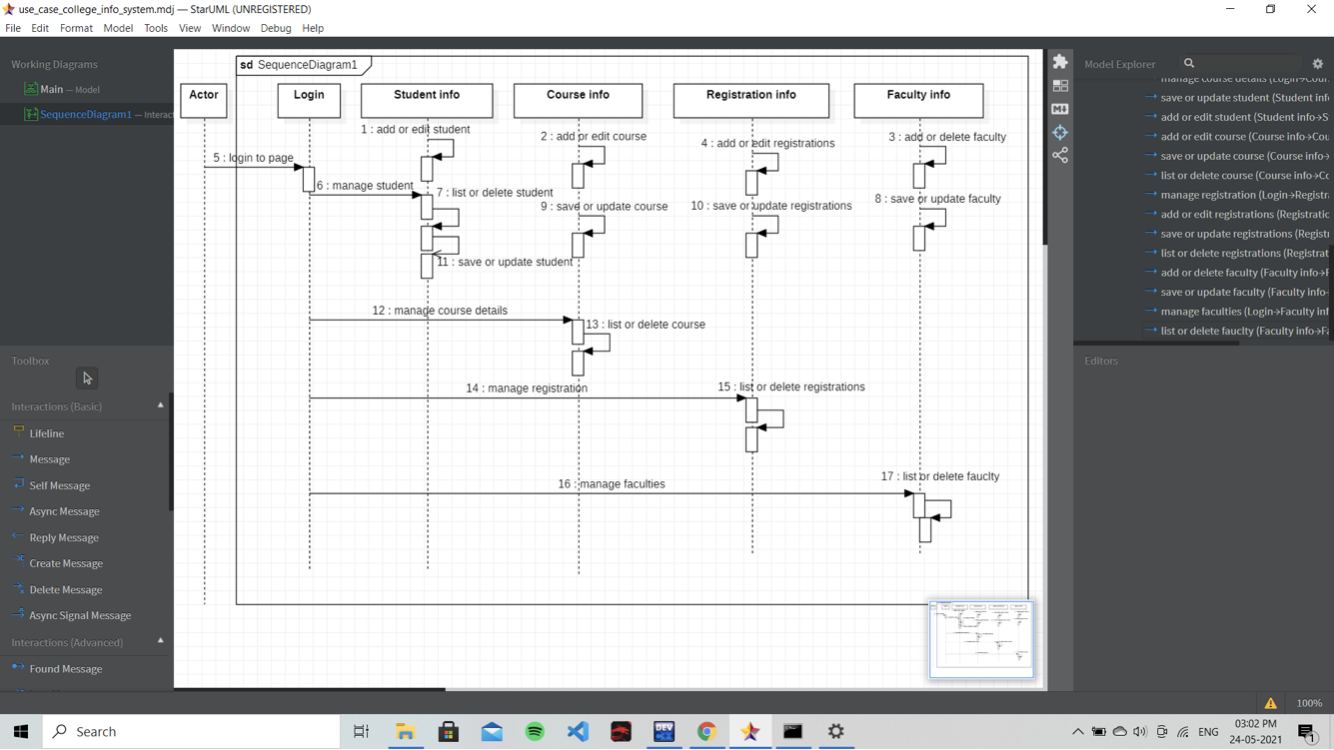 use_case_college_info_system.mdj — StarUML (UNREGISTERED)
File Edit Format Model Tools View Window Debug Help
Working Diagrams
Main — Model
SequenceDiagram1 — Interac
Toolbox
Interactions (Basic)
Lifeline
Message
Self Message
Async Message
Reply Message
Create Message
Delete Message
Async Signal Message
Interactions (Advanced)
Found Message
sd SequenceDiagram1
Actor Login Student info Course info Registration info Faculty info
1 : add or edit student
2 : add or edit course
3 : add or delete faculty
4 : add or edit registrations
5 : login to page
6 : manage student
7 : list or delete student
8 : save or update faculty
9 : save or update course
10 : save or update registrations
11 : save or update student
12 : manage course details
13 : list or delete course
14 : manage registration
15 : list or delete registrations
16 : manage faculties
17 : list or delete fauclty
Model Explorer
manage course details (Login→Cour
save or update student (Student info
add or edit student (Student info→S
add or edit course (Course info→Cou
save or update course (Course info→
list or delete course (Course info→Co
manage registration (Login→Registra
add or edit registrations (Registratio
save or update registrations (Registr
list or delete registrations (Registrat
add or delete faculty (Faculty info→F
save or update faculty (Faculty info→
manage faculties (Login→Faculty inf
list or delete fauclty (Faculty info→Fa
Editors
100%
Search
DEV
ENG
03:02 PM
24-05-2021
1